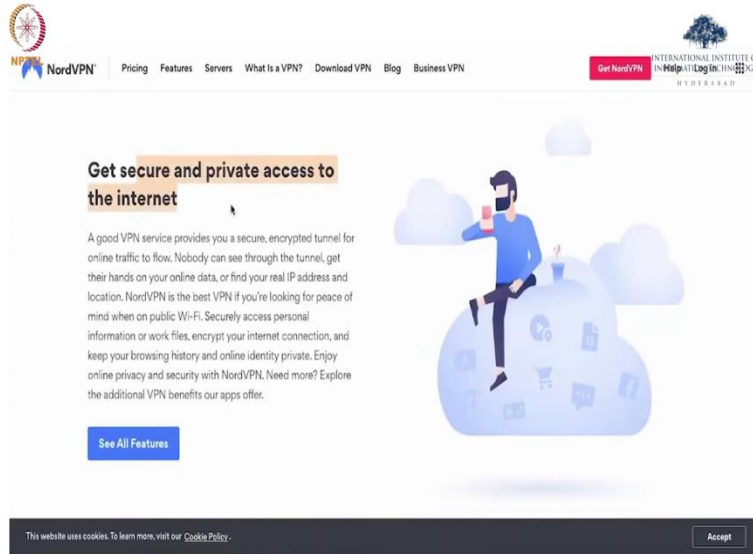 NPTEL
NordVPN Pricing Features Servers What Is a VPN? Download VPN Blog Business VPN Get NordVPN Help Log in
INTERNATIONAL INSTITUTE
HYDERABAD
Get secure and private access to
the internet
A good VPN service provides you a secure, encrypted tunnel for
online traffic to flow. Nobody can see through the tunnel, get
their hands on your online data, or find your real IP address and
location. NordVPN is the best VPN if you're looking for peace of
mind when on public Wi-Fi. Securely access personal
information or work files, encrypt your internet connection, and
keep your browsing history and online identity private. Enjoy
online privacy and security with NordVPN. Need more? Explore
the additional VPN benefits our apps offer.
See All Features
This website uses cookies. To learn more, visit our Cookie Policy.
Accept